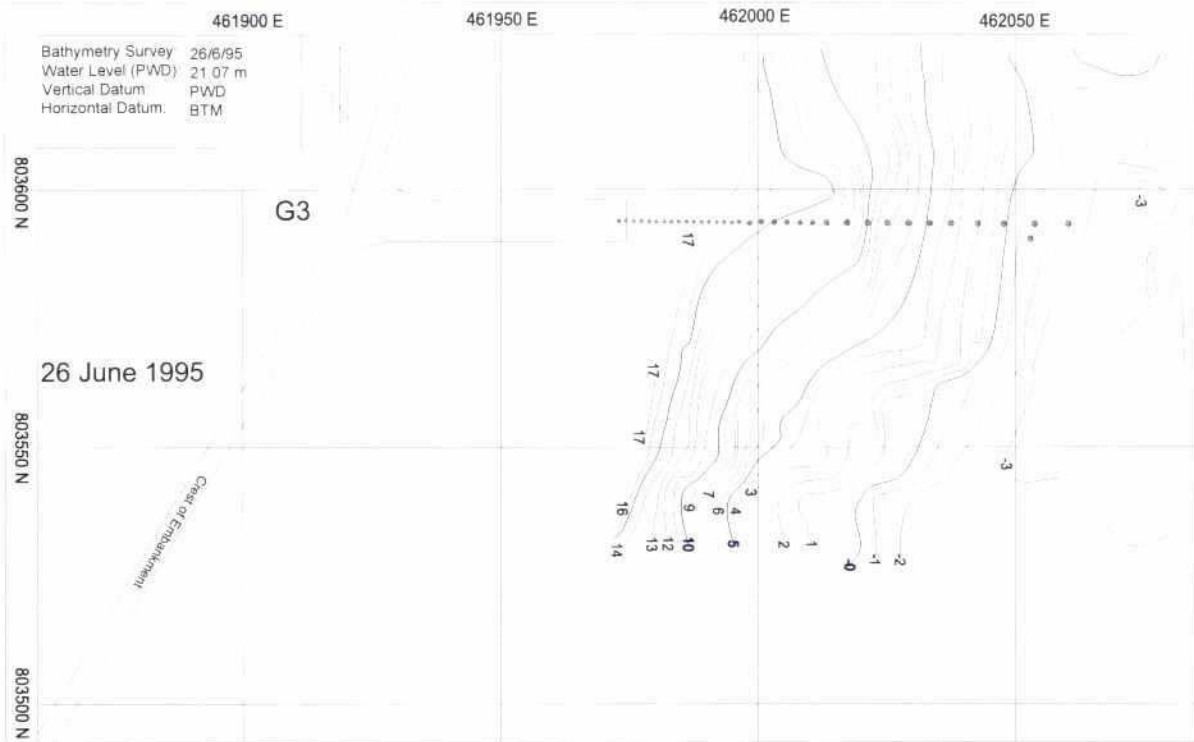 461900 E
461950 E
462000 E
462050 E
Bathymetry Survey 26/6/95
Water Level (PWD) 21 07 m
Vertical Datum PWD
Horizontal Datum. BTM
803600 N
G3
-3
17
26 June 1995
17
803550 N
17
-3
Crest of Embankment
3
7
9
4
6
16
14
13
12
10
5
2
1
-0
-1
-2
803500 N